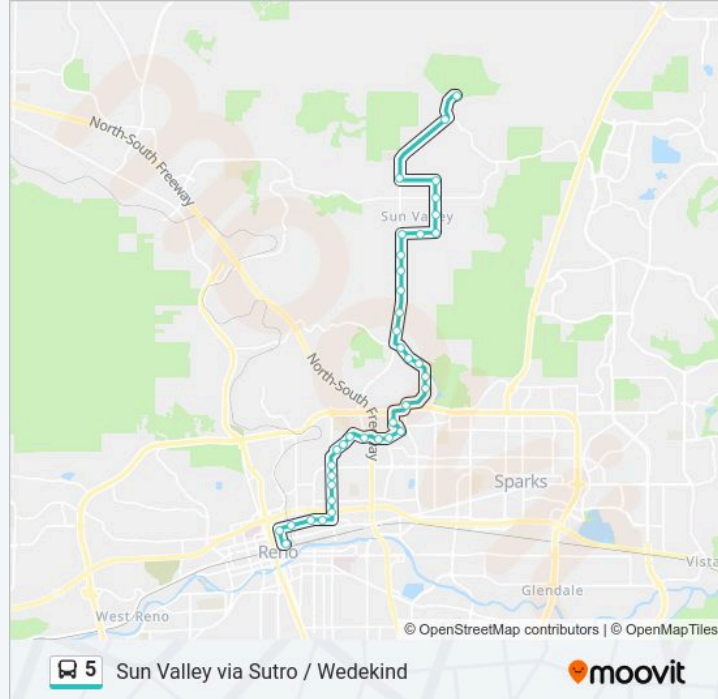 North-South Freeway
Sun Valley
North-South Freeway
Sparks
Reno
Vista
West Reno
Glendale
© OpenStreetMap contributors | © OpenMapTiles
5 Sun Valley via Sutro / Wedekind
moovit